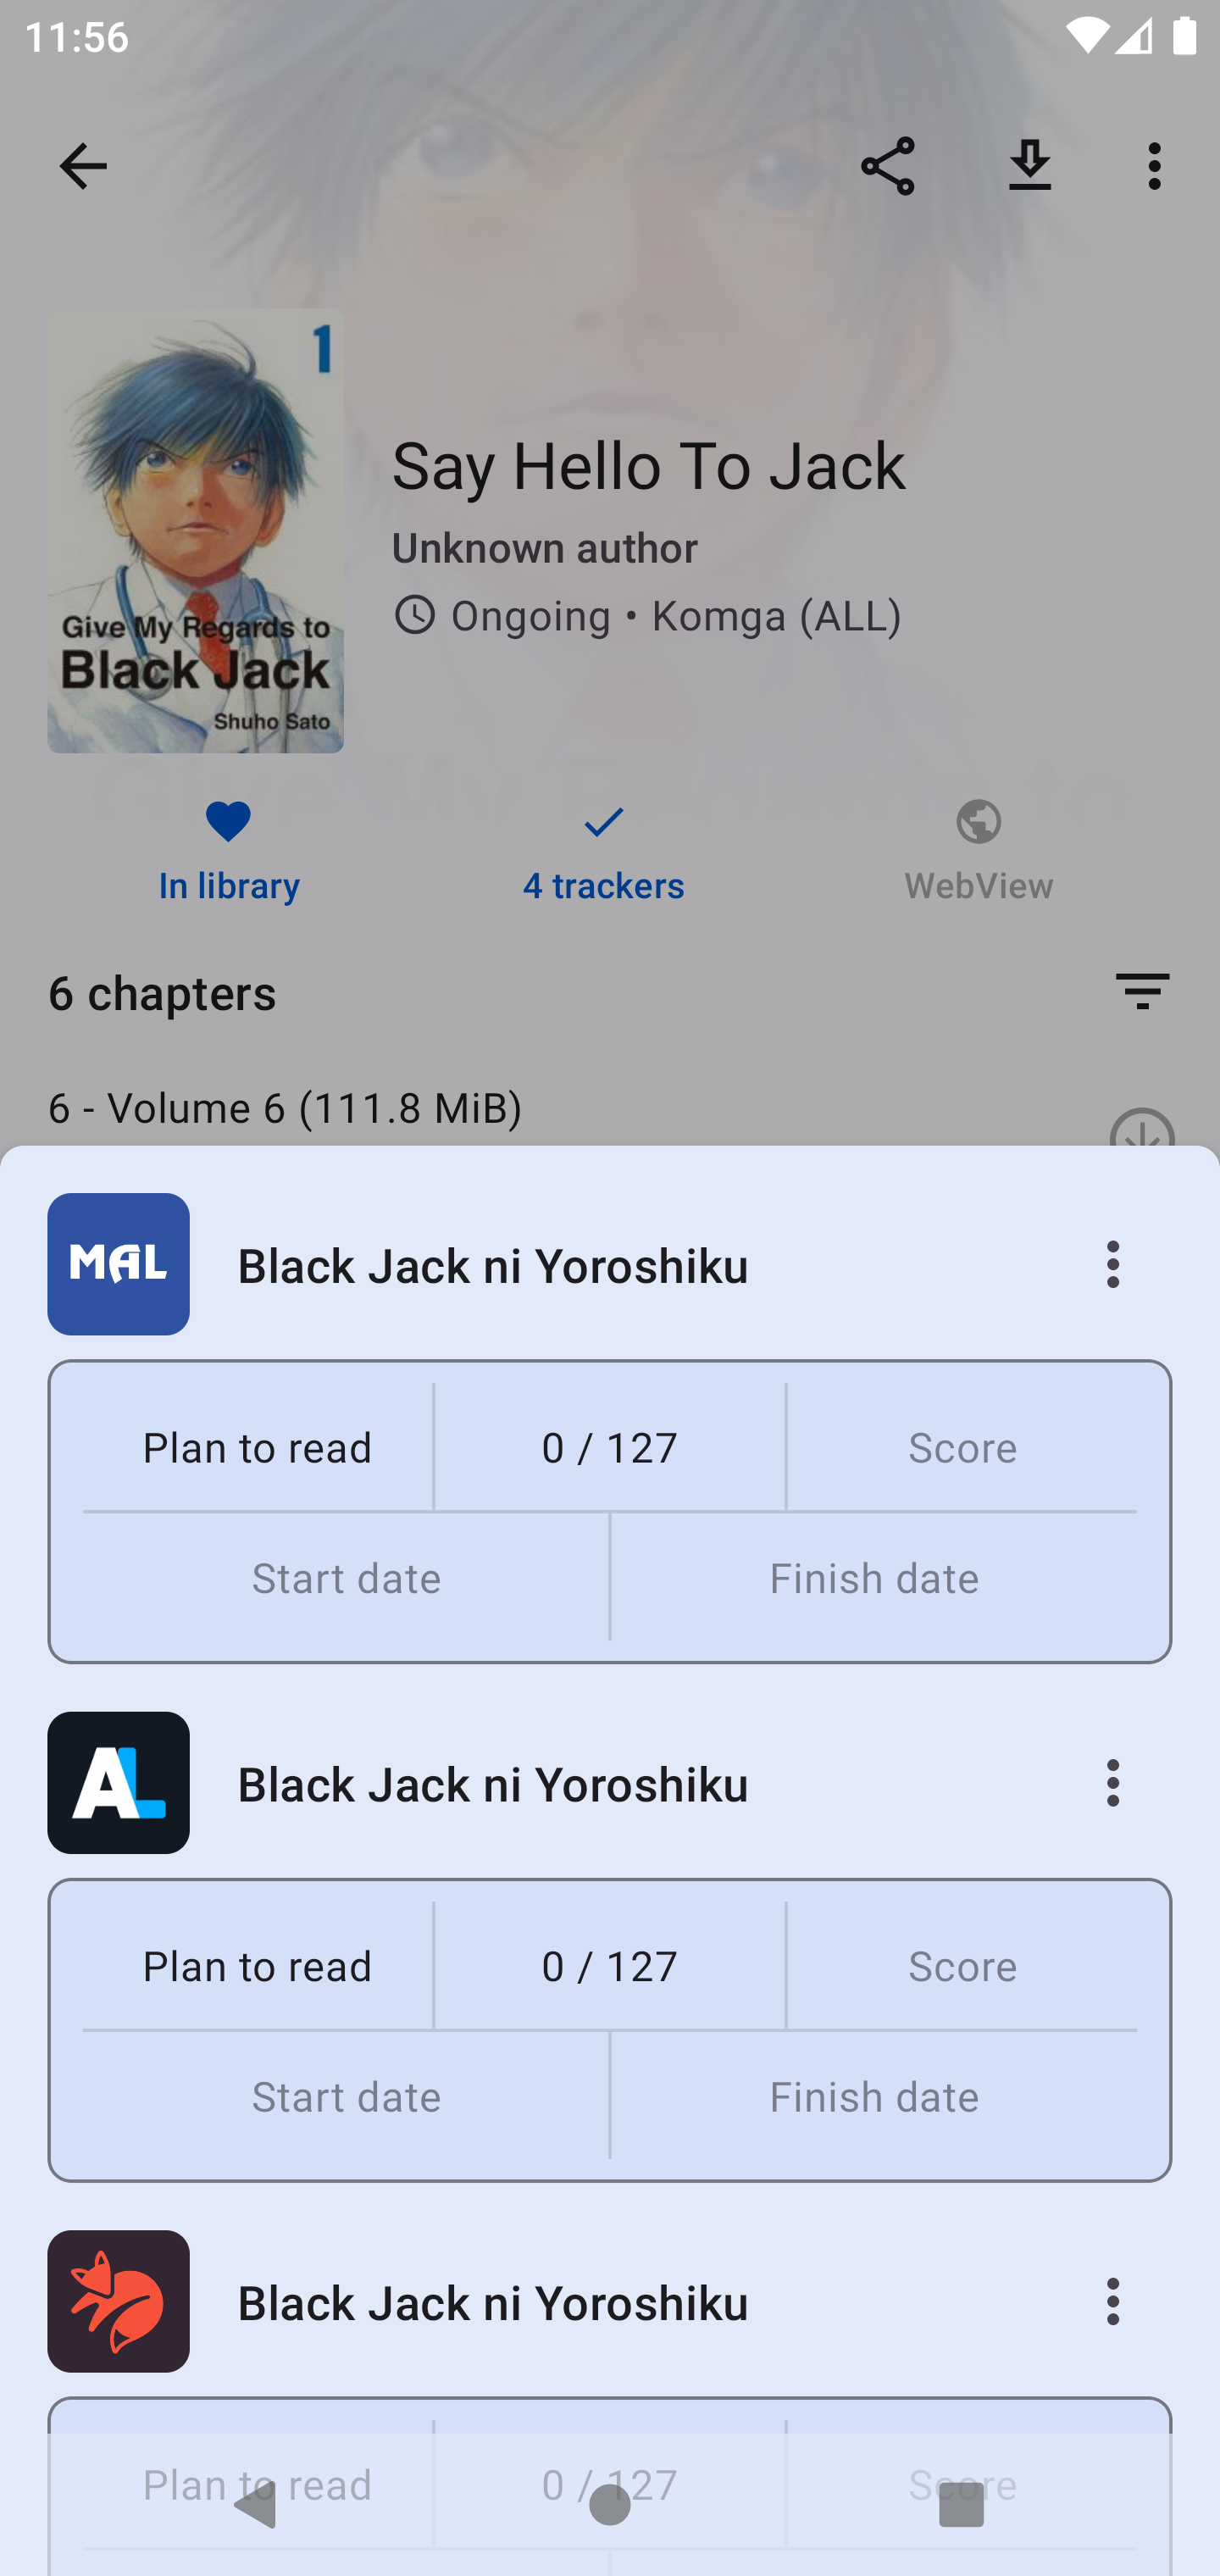 11:56
1
Give My Regards to
Black Jack
Shuho Sato
Say Hello To Jack
Unknown author
Ongoing • Komga (ALL)
In library
4 trackers
WebView
6 chapters
6 - Volume 6 (111.8 MiB)
MAL
Black Jack ni Yoroshiku
Plan to read
0 / 127
Score
Start date
Finish date
AL
Black Jack ni Yoroshiku
Plan to read
0 / 127
Score
Start date
Finish date
Black Jack ni Yoroshiku
Plan to read
0 / 127
Score